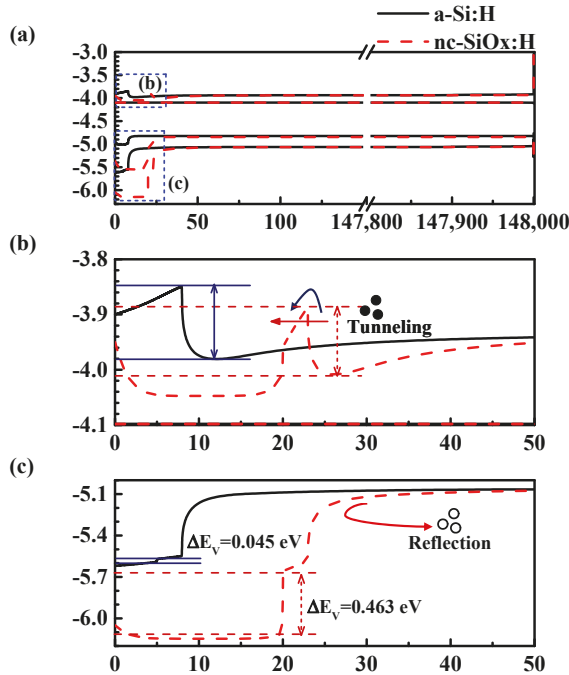 a-Si:H
nc-SiOx:H
(a)
-3.0
-3.5
-4.0
-4.5
-5.0
-5.5
-6.0
(b)
(c)
0 50 100 147,800 147,900 148,000
(b)
-3.8
-3.9
-4.0
-4.1
Tunneling
0 10 20 30 40 50
(c)
-5.1
-5.4
-5.7
-6.0
ΔEV=0.045 eV
Reflection
ΔEV=0.463 eV
0 10 20 30 40 50